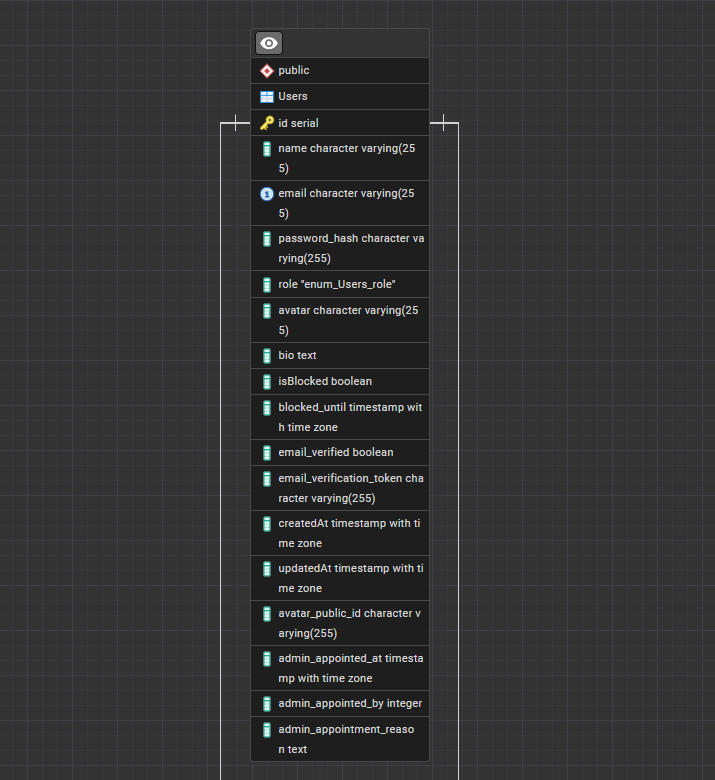 public
Users
id serial
name character varying(25
5)
1
email character varying(25
5)
password_hash character va
rying(255)
role "enum_Users_role"
avatar character varying(25
5)
bio text
isBlocked boolean
blocked_until timestamp wit
h time zone
email_verified boolean
email_verification_token cha
racter varying(255)
createdAt timestamp with ti
me zone
updatedAt timestamp with ti
me zone
avatar_public_id character v
arying(255)
admin_appointed_at timesta
mp with time zone
admin_appointed_by integer
admin_appointment_reaso
n text